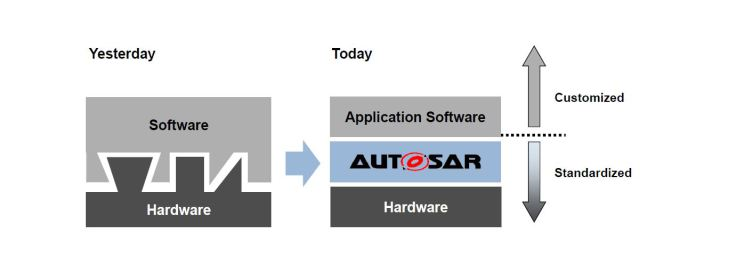 Yesterday
Today
Software
Hardware
Application Software
AUTOSAR
Hardware
Customized
Standardized